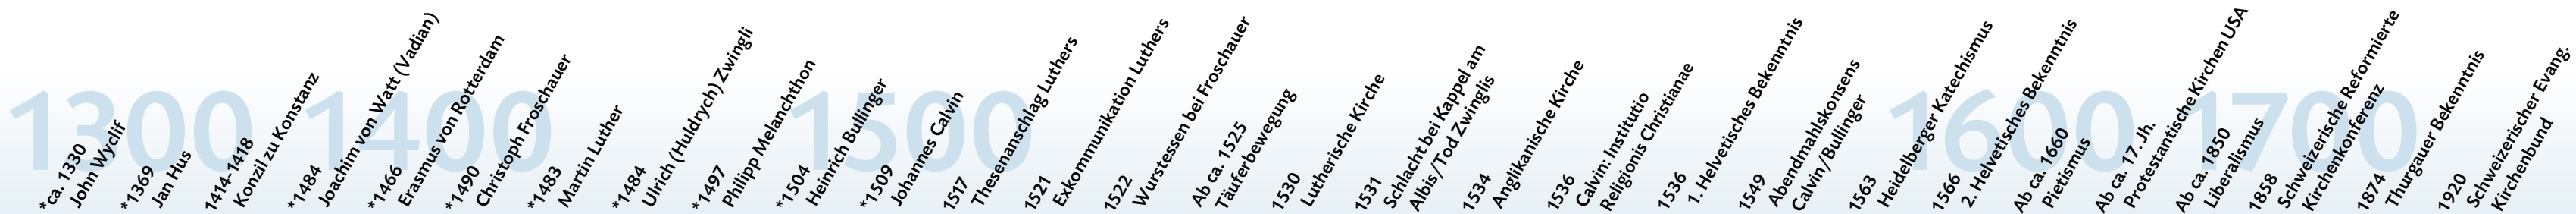 1300
1400
1500
1600
1700
*ca. 1330
John Wyclif
*1369
Jan Hus
1414-1418
Konzil zu Konstanz
*1484
Joachim von Watt (Vadian)
*1466
Erasmus von Rotterdam
*1490
Christoph Froschauer
*1483
Martin Luther
*1484
Ulrich (Huldrych) Zwingli
*1497
Philipp Melanchthon
*1504
Heinrich Bullinger
*1509
Johannes Calvin
1517
Thesenanschlag Luthers
1521
Exkommunikation Luthers
1522
Wurstessen bei Froschauer
Ab ca. 1525
Täuferbewegung
1530
Lutherische Kirche
1531
Schlacht bei Kappel am
Albis/Tod Zwinglis
1534
Anglikanische Kirche
1536
Calvin: Institutio
Religionis Christianae
1536
1. Helvetisches Bekenntnis
1549
Abendmahlskonsens
Calvin/Bullinger
1563
Heidelberger Katechismus
1566
2. Helvetisches Bekenntnis
Ab ca. 1660
Pietismus
Ab ca. 17. Jh.
Protestantische Kirchen USA
Ab ca. 1850
Liberalismus
1858
Schweizerische Reformierte
Kirchenkonferenz
1874
Thurgauer Bekenntnis
1920
Schweizerischer Evang.
Kirchenbund